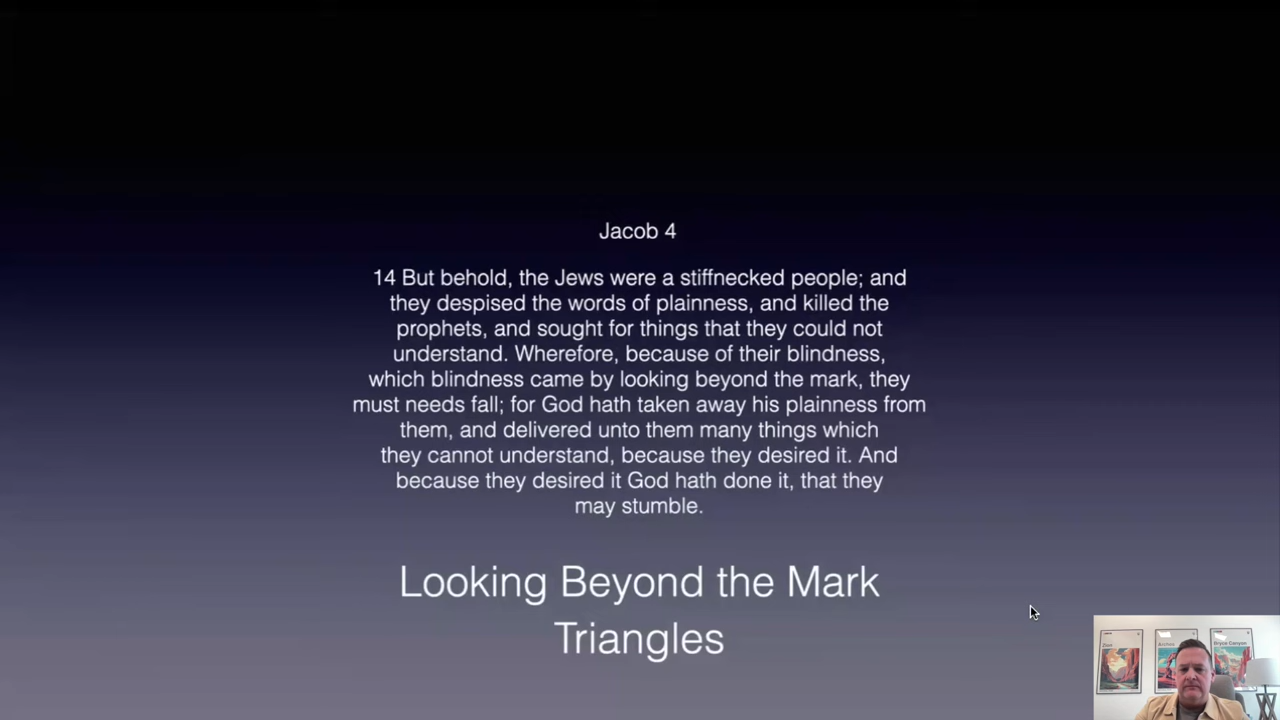 Jacob 4
14 But behold, the Jews were a stiffnecked people; and
they despised the words of plainness, and killed the
prophets, and sought for things that they could not
understand. Wherefore, because of their blindness,
which blindness came by looking beyond the mark, they
must needs fall; for God hath taken away his plainness from
them, and delivered unto them many things which
they cannot understand, because they desired it. And
because they desired it God hath done it, that they
may stumble.
Looking Beyond the Mark
Triangles
Zion
Arches
Bryce Canyon